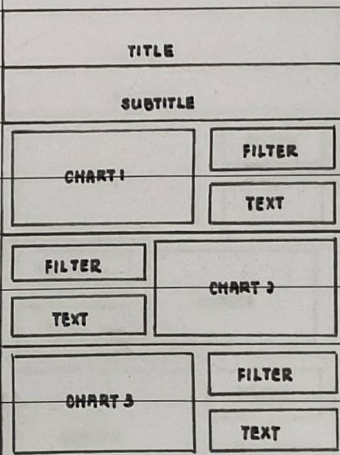 TITLE
SUBTITLE
CHART 1
FILTER
TEXT
FILTER
TEXT
CHART 2
CHART 3
FILTER
TEXT